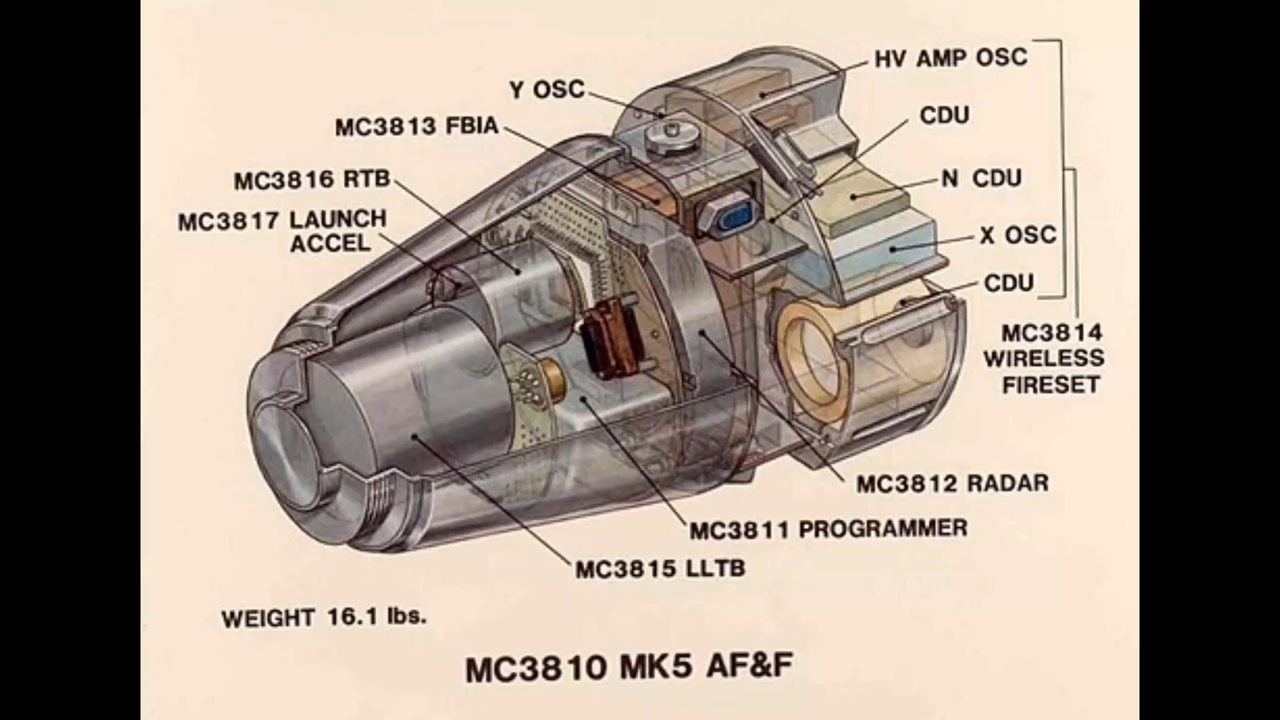 HV AMP OSC
Y OSC
CDU
MC3813 FBIA
MC3816 RTB
N CDU
MC3817 LAUNCH
ACCEL
X OSC
CDU
MC3814
WIRELESS
FIRESET
MC3812 RADAR
MC3811 PROGRAMMER
MC3815 LLTB
WEIGHT 16.1 lbs.
MC3810 MK5 AF&F